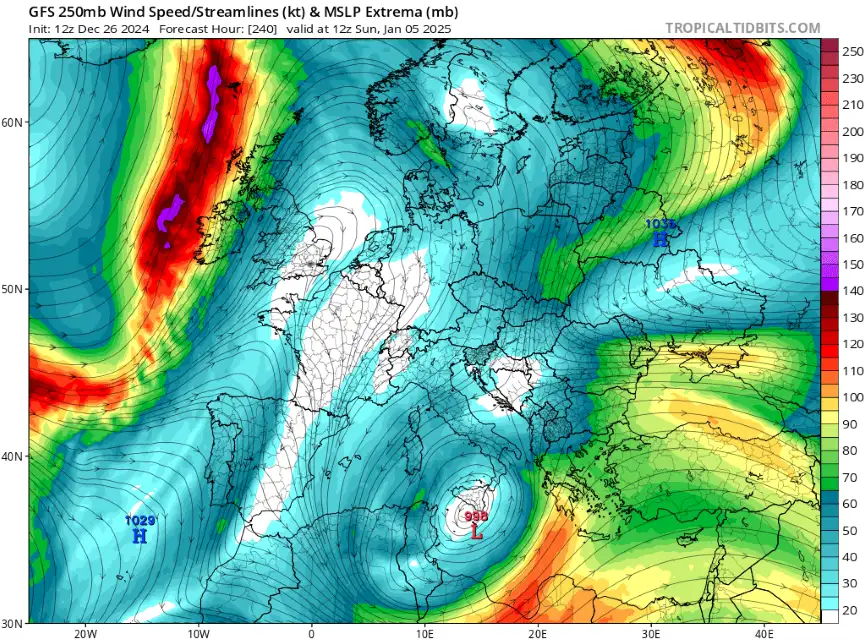 GFS 250mb Wind Speed/Streamlines (kt) & MSLP Extrema (mb)
Init: 12z Dec 26 2024 Forecast Hour: [240] valid at 12z Sun, Jan 05 2025
TROPICALTIDBITS.COM
250
230
220
210
200
190
180
170
160
150
140
130
120
110
100
90
80
70
60
50
40
30
20
60N
50N
40N
30N
H
1029
H
998
L
20W
10W
0
10E
20E
30E
40E